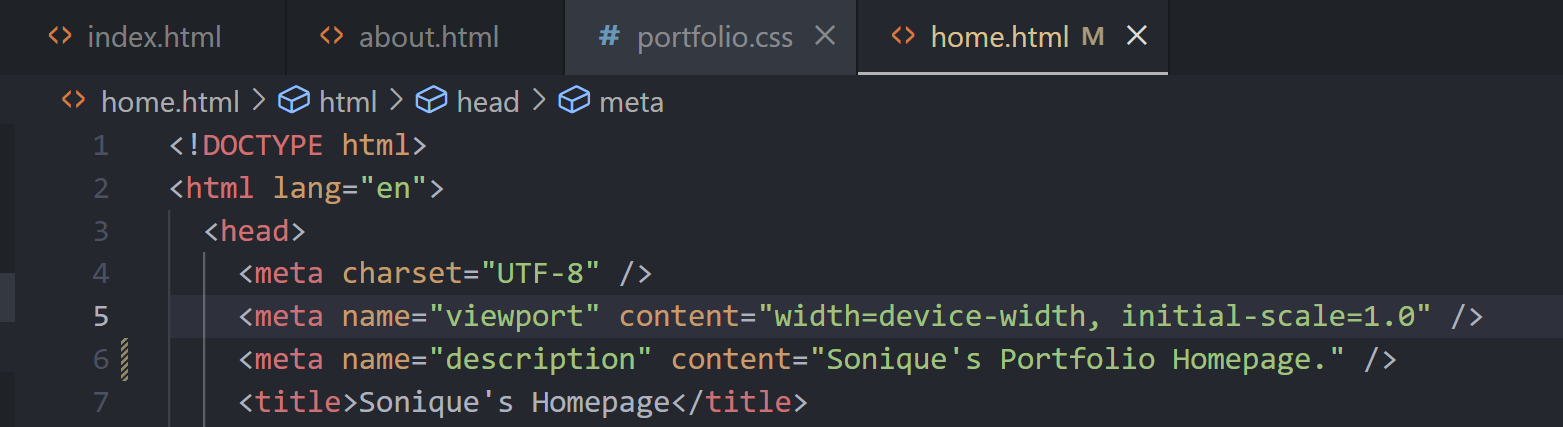 index.html about.html # portfolio.css home.html M
home.html > html > head > meta
1 <!DOCTYPE html>
2 <html lang="en">
3 <head>
4 <meta charset="UTF-8" />
5 <meta name="viewport" content="width=device-width, initial-scale=1.0" />
6 <meta name="description" content="Sonique's Portfolio Homepage." />
7 <title>Sonique's Homepage</title>